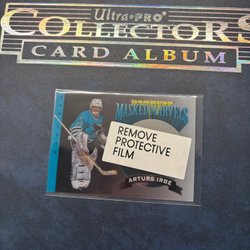 Ultra•PRO®
COLLECTORS
CARD ALBUM
DONRUSS
MASKED MARVELS
REMOVE
PROTECTIVE
FILM
ARTURS IRBE